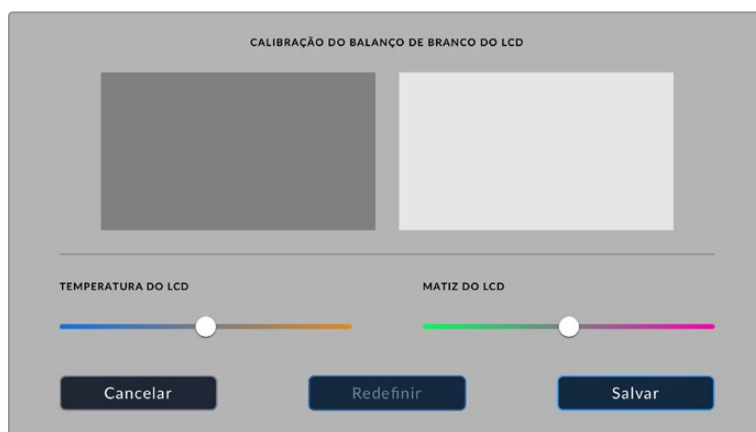 CALIBRAÇÃO DO BALANÇO DE BRANCO DO LCD
TEMPERATURA DO LCD
MATIZ DO LCD
Cancelar
Redefinir
Salvar